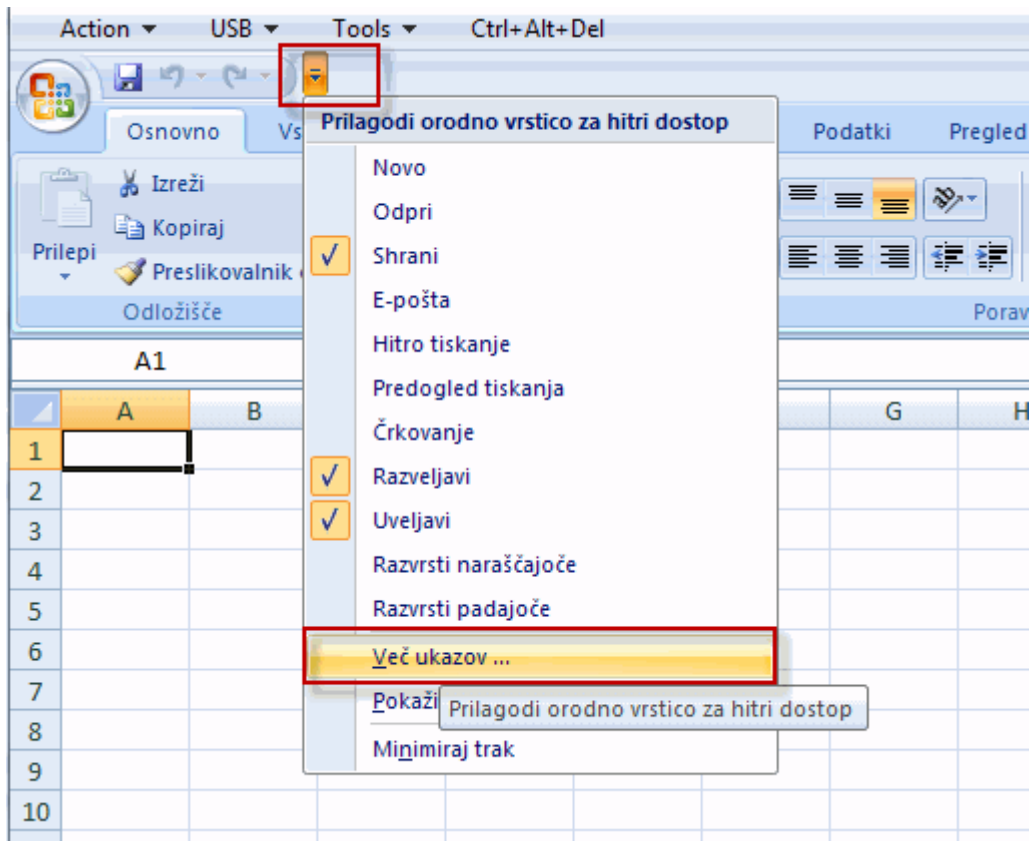 Action USB Tools Ctrl+Alt+Del
Osnovno Vs Podatki Pregled
Prilagodi orodno vrstico za hitri dostop
Izreži
Kopiraj
Prilepi
Preslikovalnik
Odložišče
Porav
Novo
Odpri
Shrani
E-pošta
Hitro tiskanje
Predogled tiskanja
Črkovanje
Razveljavi
Uveljavi
Razvrsti naraščajoče
Razvrsti padajoče
Več ukazov ...
Pokaži
Prilagodi orodno vrstico za hitri dostop
Minimiraj trak
A1
A B G H
1
2
3
4
5
6
7
8
9
10